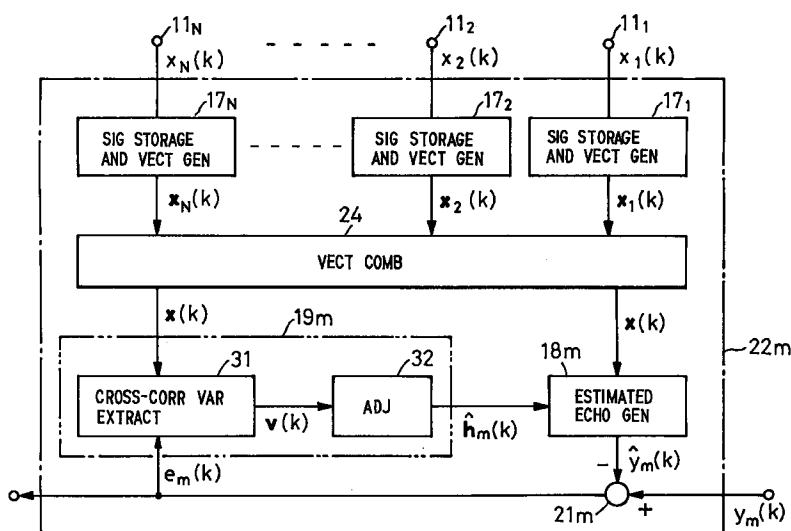 11N 11₂ 11₁
xN(k) x₂(k) x₁(k)
17N 17₂ 17₁
SIG STORAGE AND VECT GEN
SIG STORAGE AND VECT GEN
SIG STORAGE AND VECT GEN
xN(k) x₂(k) x₁(k)
24
VECT COMB
x(k) 19m x(k)
31 32 18m 22m
CROSS-CORR VAR EXTRACT
v(k)
ADJ
ĥm(k)
ESTIMATED ECHO GEN
em(k) - ŷm(k)
21m + ym(k)